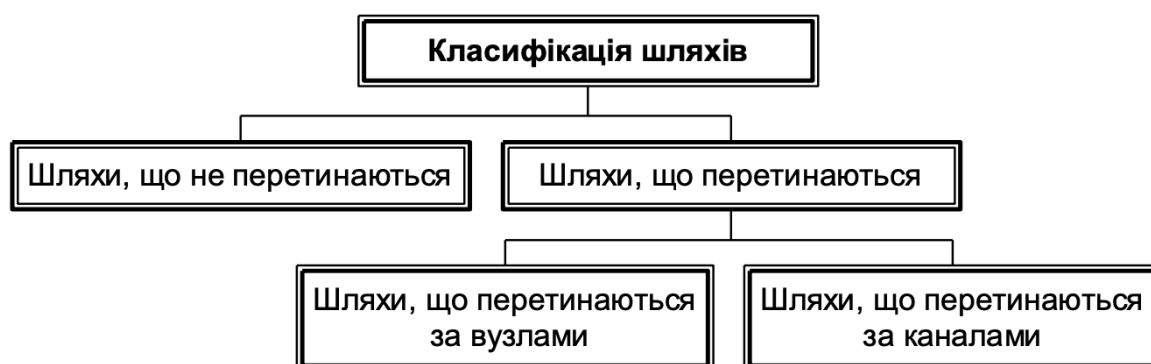 Класифікація шляхів
Шляхи, що не перетинаються
Шляхи, що перетинаються
Шляхи, що перетинаються
за вузлами
Шляхи, що перетинаються
за каналами